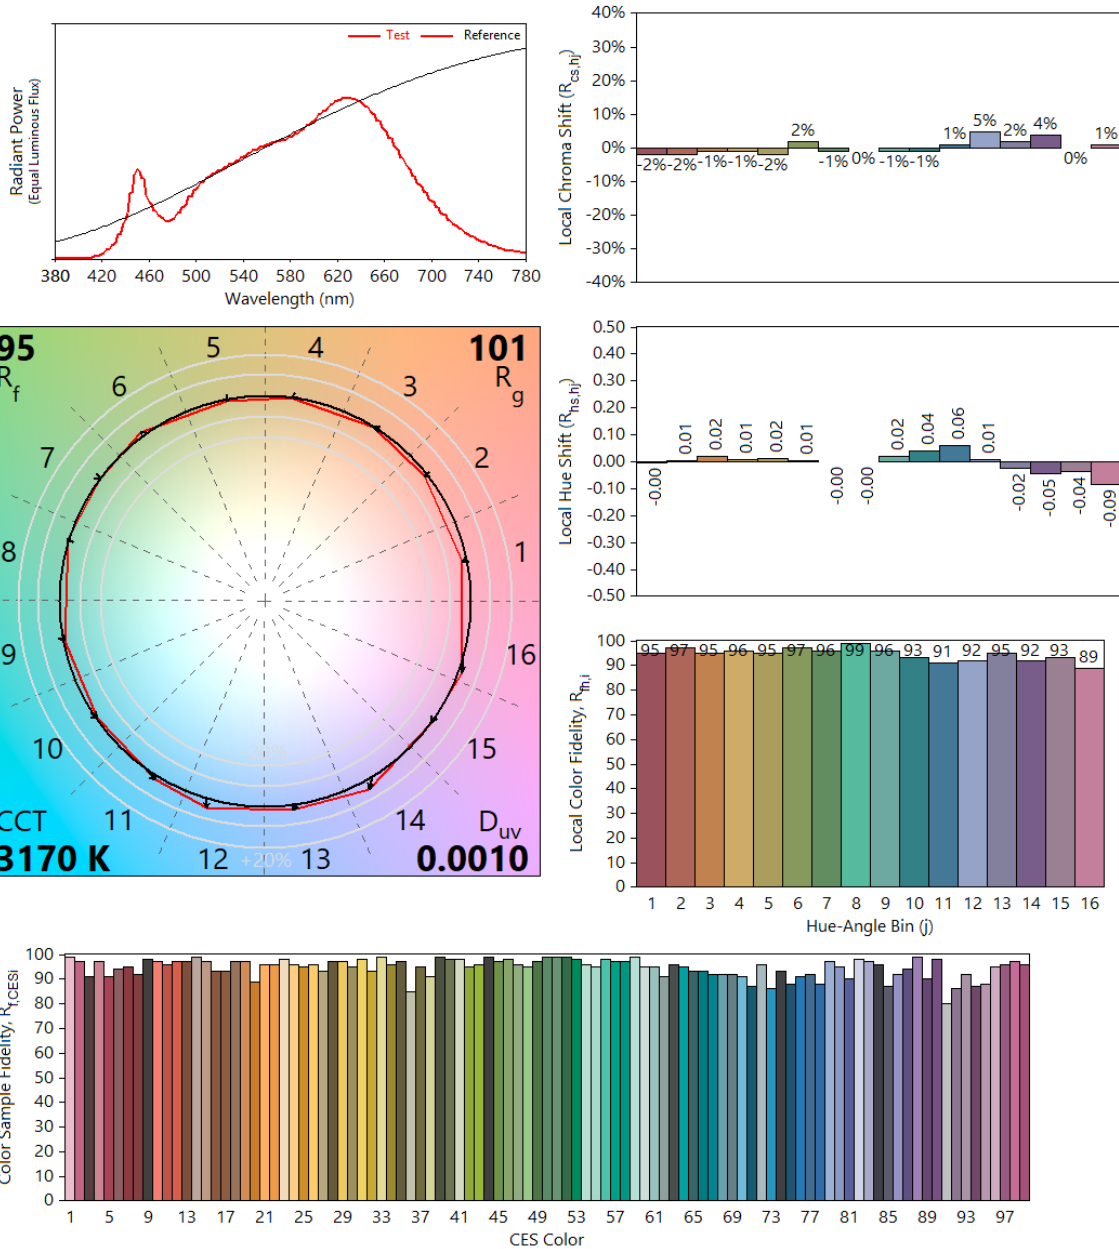 Test
Reference
Radiant Power
(Equal Luminous Flux)
380 420 460 500 540 580 620 660 700 740 780
Wavelength (nm)
Local Chroma Shift (Rcs,hj)
40%
30%
20%
10%
0%
-10%
-20%
-30%
-40%
-2% -2% -1% -1% -2% 2% -1% 0% -1% -1% 1% 5% 2% 4% 0% 1%
95
Rf
101
Rg
1
2
3
4
5
6
7
8
9
10
11
12
13
14
15
16
+20%
CCT
3170 K
Duv
0.0010
Local Hue Shift (Rhs,hj)
0.50
0.40
0.30
0.20
0.10
0.00
-0.10
-0.20
-0.30
-0.40
-0.50
-0.00 0.01 0.02 0.01 0.02 0.01 -0.00 -0.00 0.02 0.04 0.06 0.01 -0.02 -0.05 -0.04 -0.09
Local Color Fidelity, Rfh,i
100
90
80
70
60
50
40
30
20
10
0
95 97 95 96 95 97 96 99 96 93 91 92 95 92 93 89
1 2 3 4 5 6 7 8 9 10 11 12 13 14 15 16
Hue-Angle Bin (j)
Color Sample Fidelity, Rf,CESi
100
90
80
70
60
50
40
30
20
10
0
1 5 9 13 17 21 25 29 33 37 41 45 49 53 57 61 65 69 73 77 81 85 89 93 97
CES Color